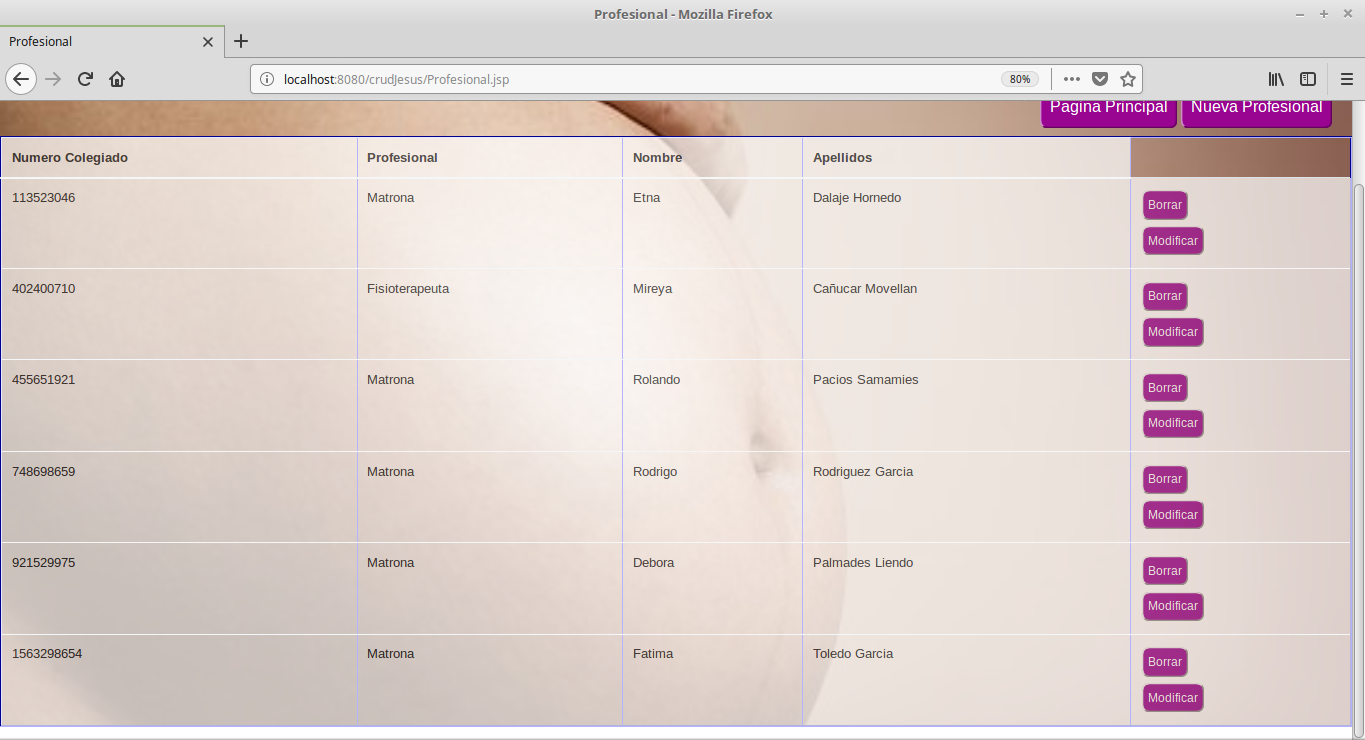 Profesional - Mozilla Firefox
Profesional
localhost:8080/crudJesus/Profesional.jsp 80%
Pagina Principal Nueva Profesional
Numero Colegiado Profesional Nombre Apellidos
113523046 Matrona Etna Dalaje Hornedo Borrar
Modificar
402400710 Fisioterapeuta Mireya Cañucar Movellan Borrar
Modificar
455651921 Matrona Rolando Pacios Samamies Borrar
Modificar
748698659 Matrona Rodrigo Rodriguez Garcia Borrar
Modificar
921529975 Matrona Debora Palmades Liendo Borrar
Modificar
1563298654 Matrona Fatima Toledo Garcia Borrar
Modificar